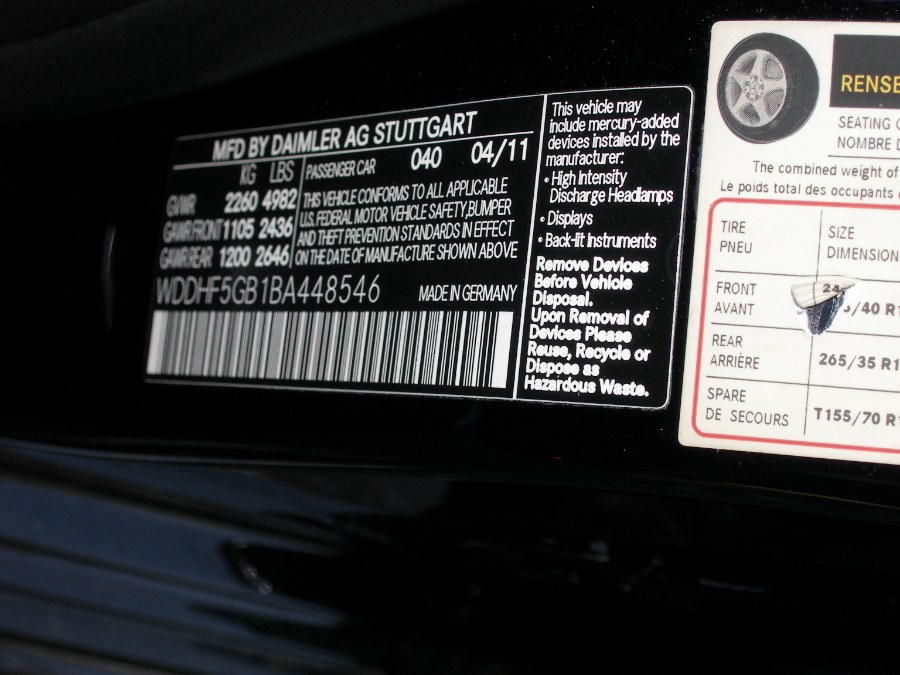 MFD BY DAIMLER AG STUTTGART
KG LBS
GVWR 2260 4982
GAWR FRONT 1105 2436
GAWR REAR 1200 2646
PASSENGER CAR 040 04/11
THIS VEHICLE CONFORMS TO ALL APPLICABLE
U.S. FEDERAL MOTOR VEHICLE SAFETY,BUMPER
AND THEFT PREVENTION STANDARDS IN EFFECT
ON THE DATE OF MANUFACTURE SHOWN ABOVE
WDDHF5GB1BA448546 MADE IN GERMANY
This vehicle may
include mercury-added
devices installed by the
manufacturer:
• High Intensity
Discharge Headlamps
• Displays
• Back-lit Instruments
Remove Devices
Before Vehicle
Disposal.
Upon Removal of
Devices Please
Reuse, Recycle or
Dispose as
Hazardous Waste.
RENSE
SEATING
NOMBRE
The combined weight of
Le poids total des occupants
TIRE SIZE
PNEU DIMENSION
FRONT 24
AVANT 5/40 R1
REAR
ARRIÈRE 265/35 R1
SPARE
DE SECOURS T155/70 R1